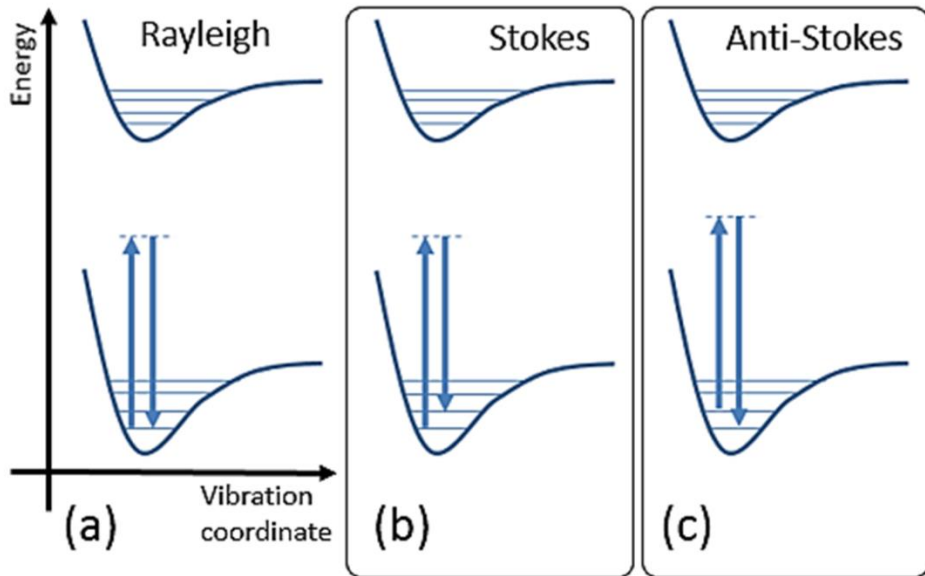 Energy
Rayleigh
Stokes
Anti-Stokes
Vibration
coordinate
(a)
(b)
(c)